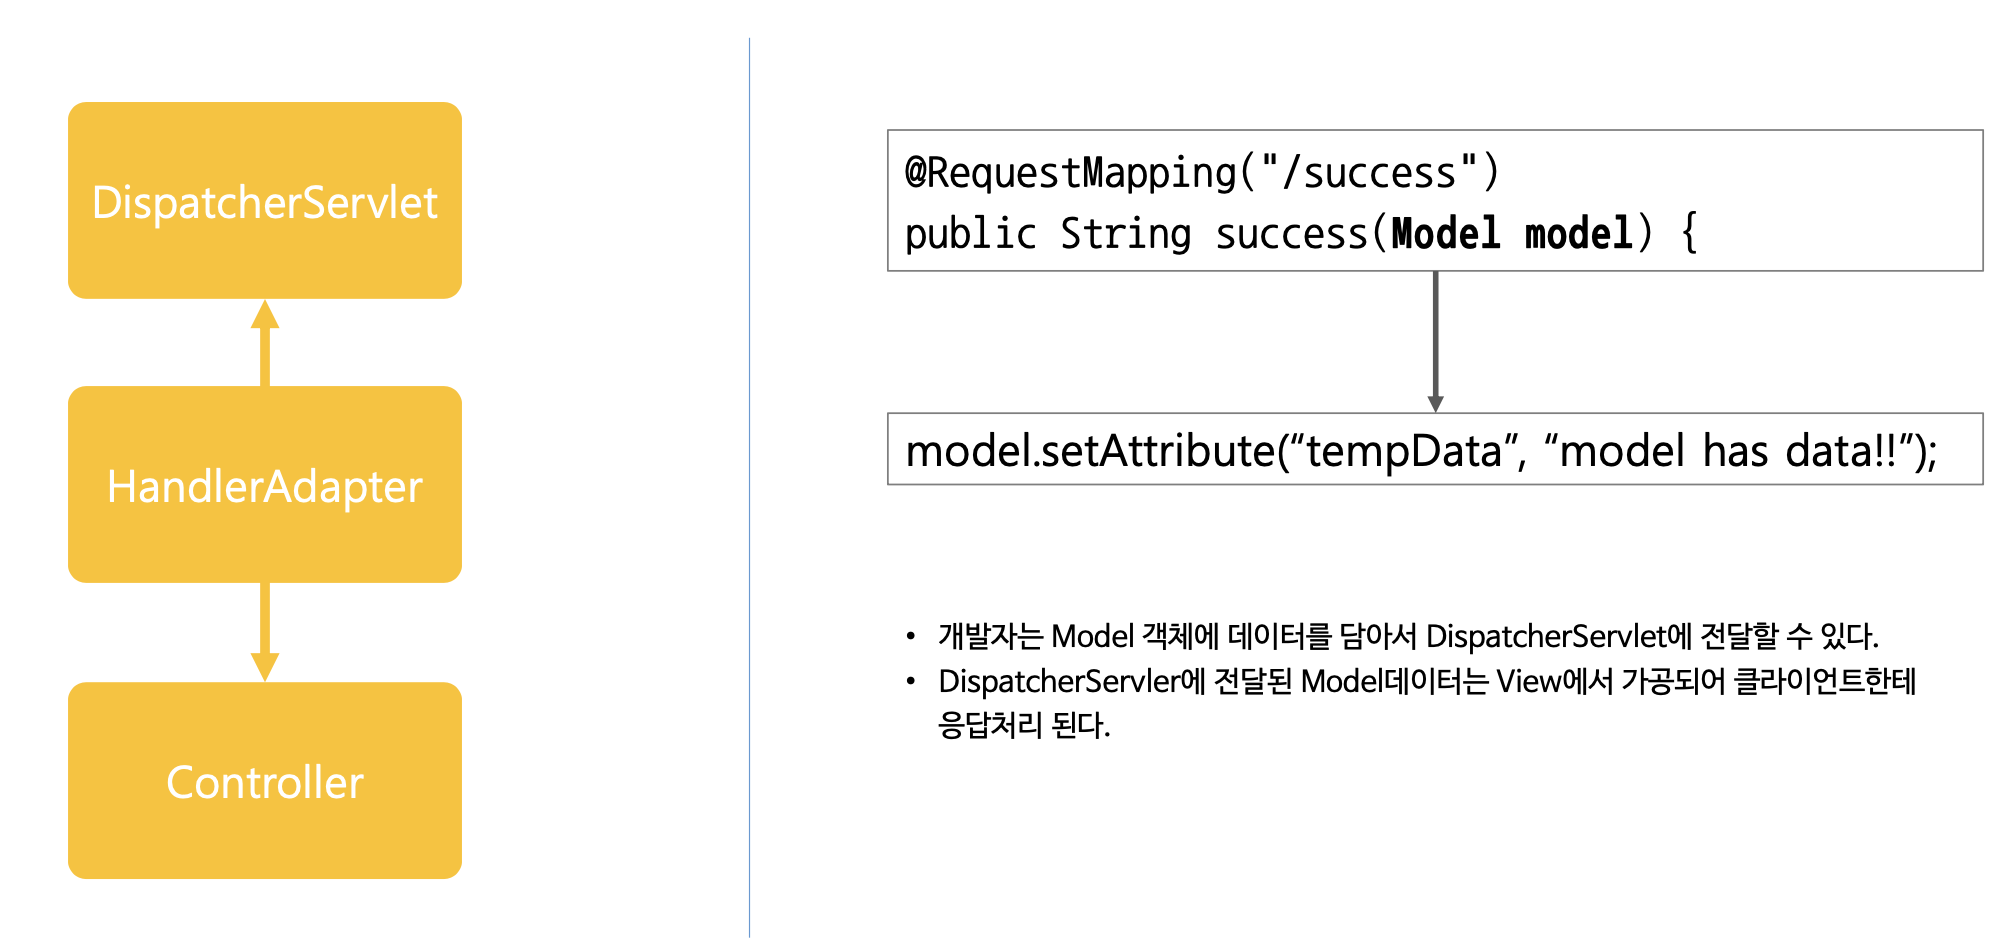 DispatcherServlet
HandlerAdapter
Controller
@RequestMapping("/success")
public String success(Model model) {
model.setAttribute(“tempData”, “model has data!!”);
• 개발자는 Model 객체에 데이터를 담아서 DispatcherServlet에 전달할 수 있다.
• DispatcherServler에 전달된 Model데이터는 View에서 가공되어 클라이언트한테
응답처리 된다.